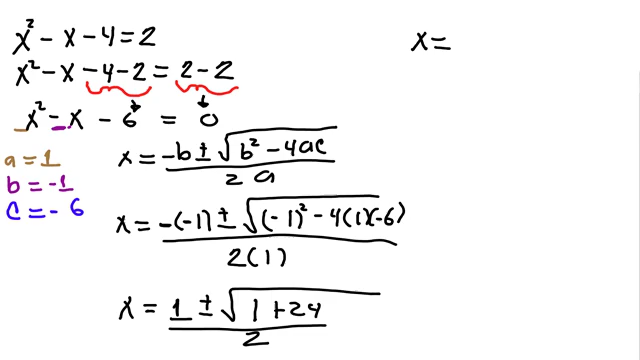 x² - x - 4 = 2
x² - x - 4 - 2 = 2 - 2
x² - x - 6 = 0
a = 1
b = -1
c = - 6
x = (-b ± √(b² - 4ac)) / 2a
x = (-(-1) ± √((-1)² - 4(1)(-6))) / 2(1)
x = (1 ± √(1 + 24)) / 2
x =